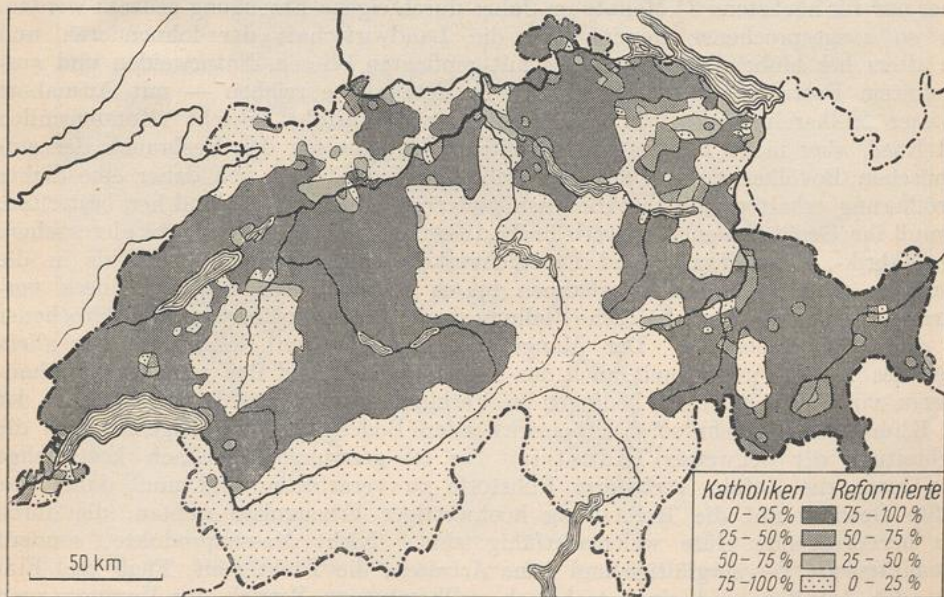 50 km
Katholiken Reformierte
0 – 25 % 75 – 100 %
25 – 50 % 50 – 75 %
50 – 75 % 25 – 50 %
75 – 100 % 0 – 25 %